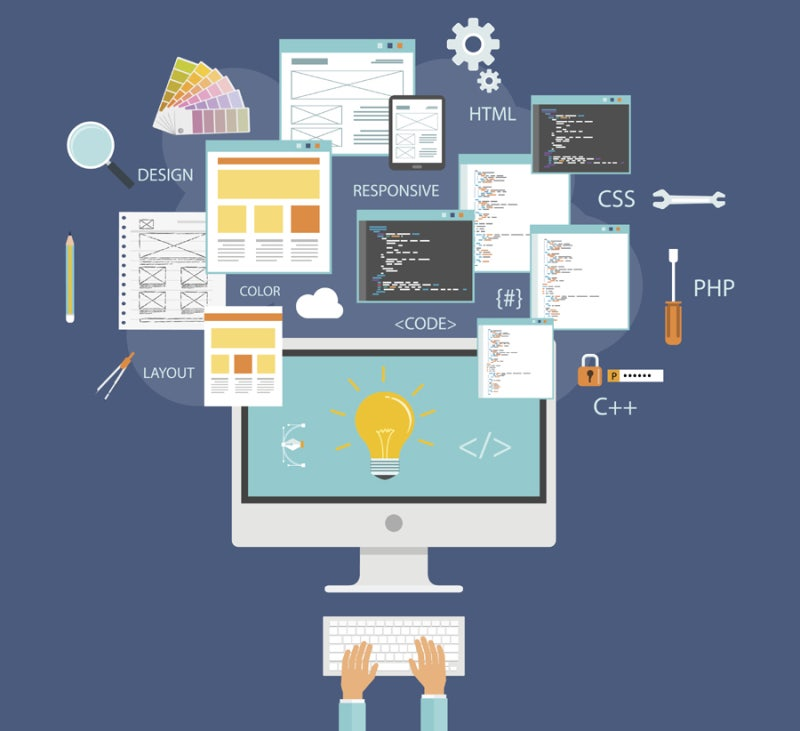 HTML
DESIGN
RESPONSIVE
CSS
COLOR
{#}
PHP
<CODE>
LAYOUT
P ••••••
C++
</>